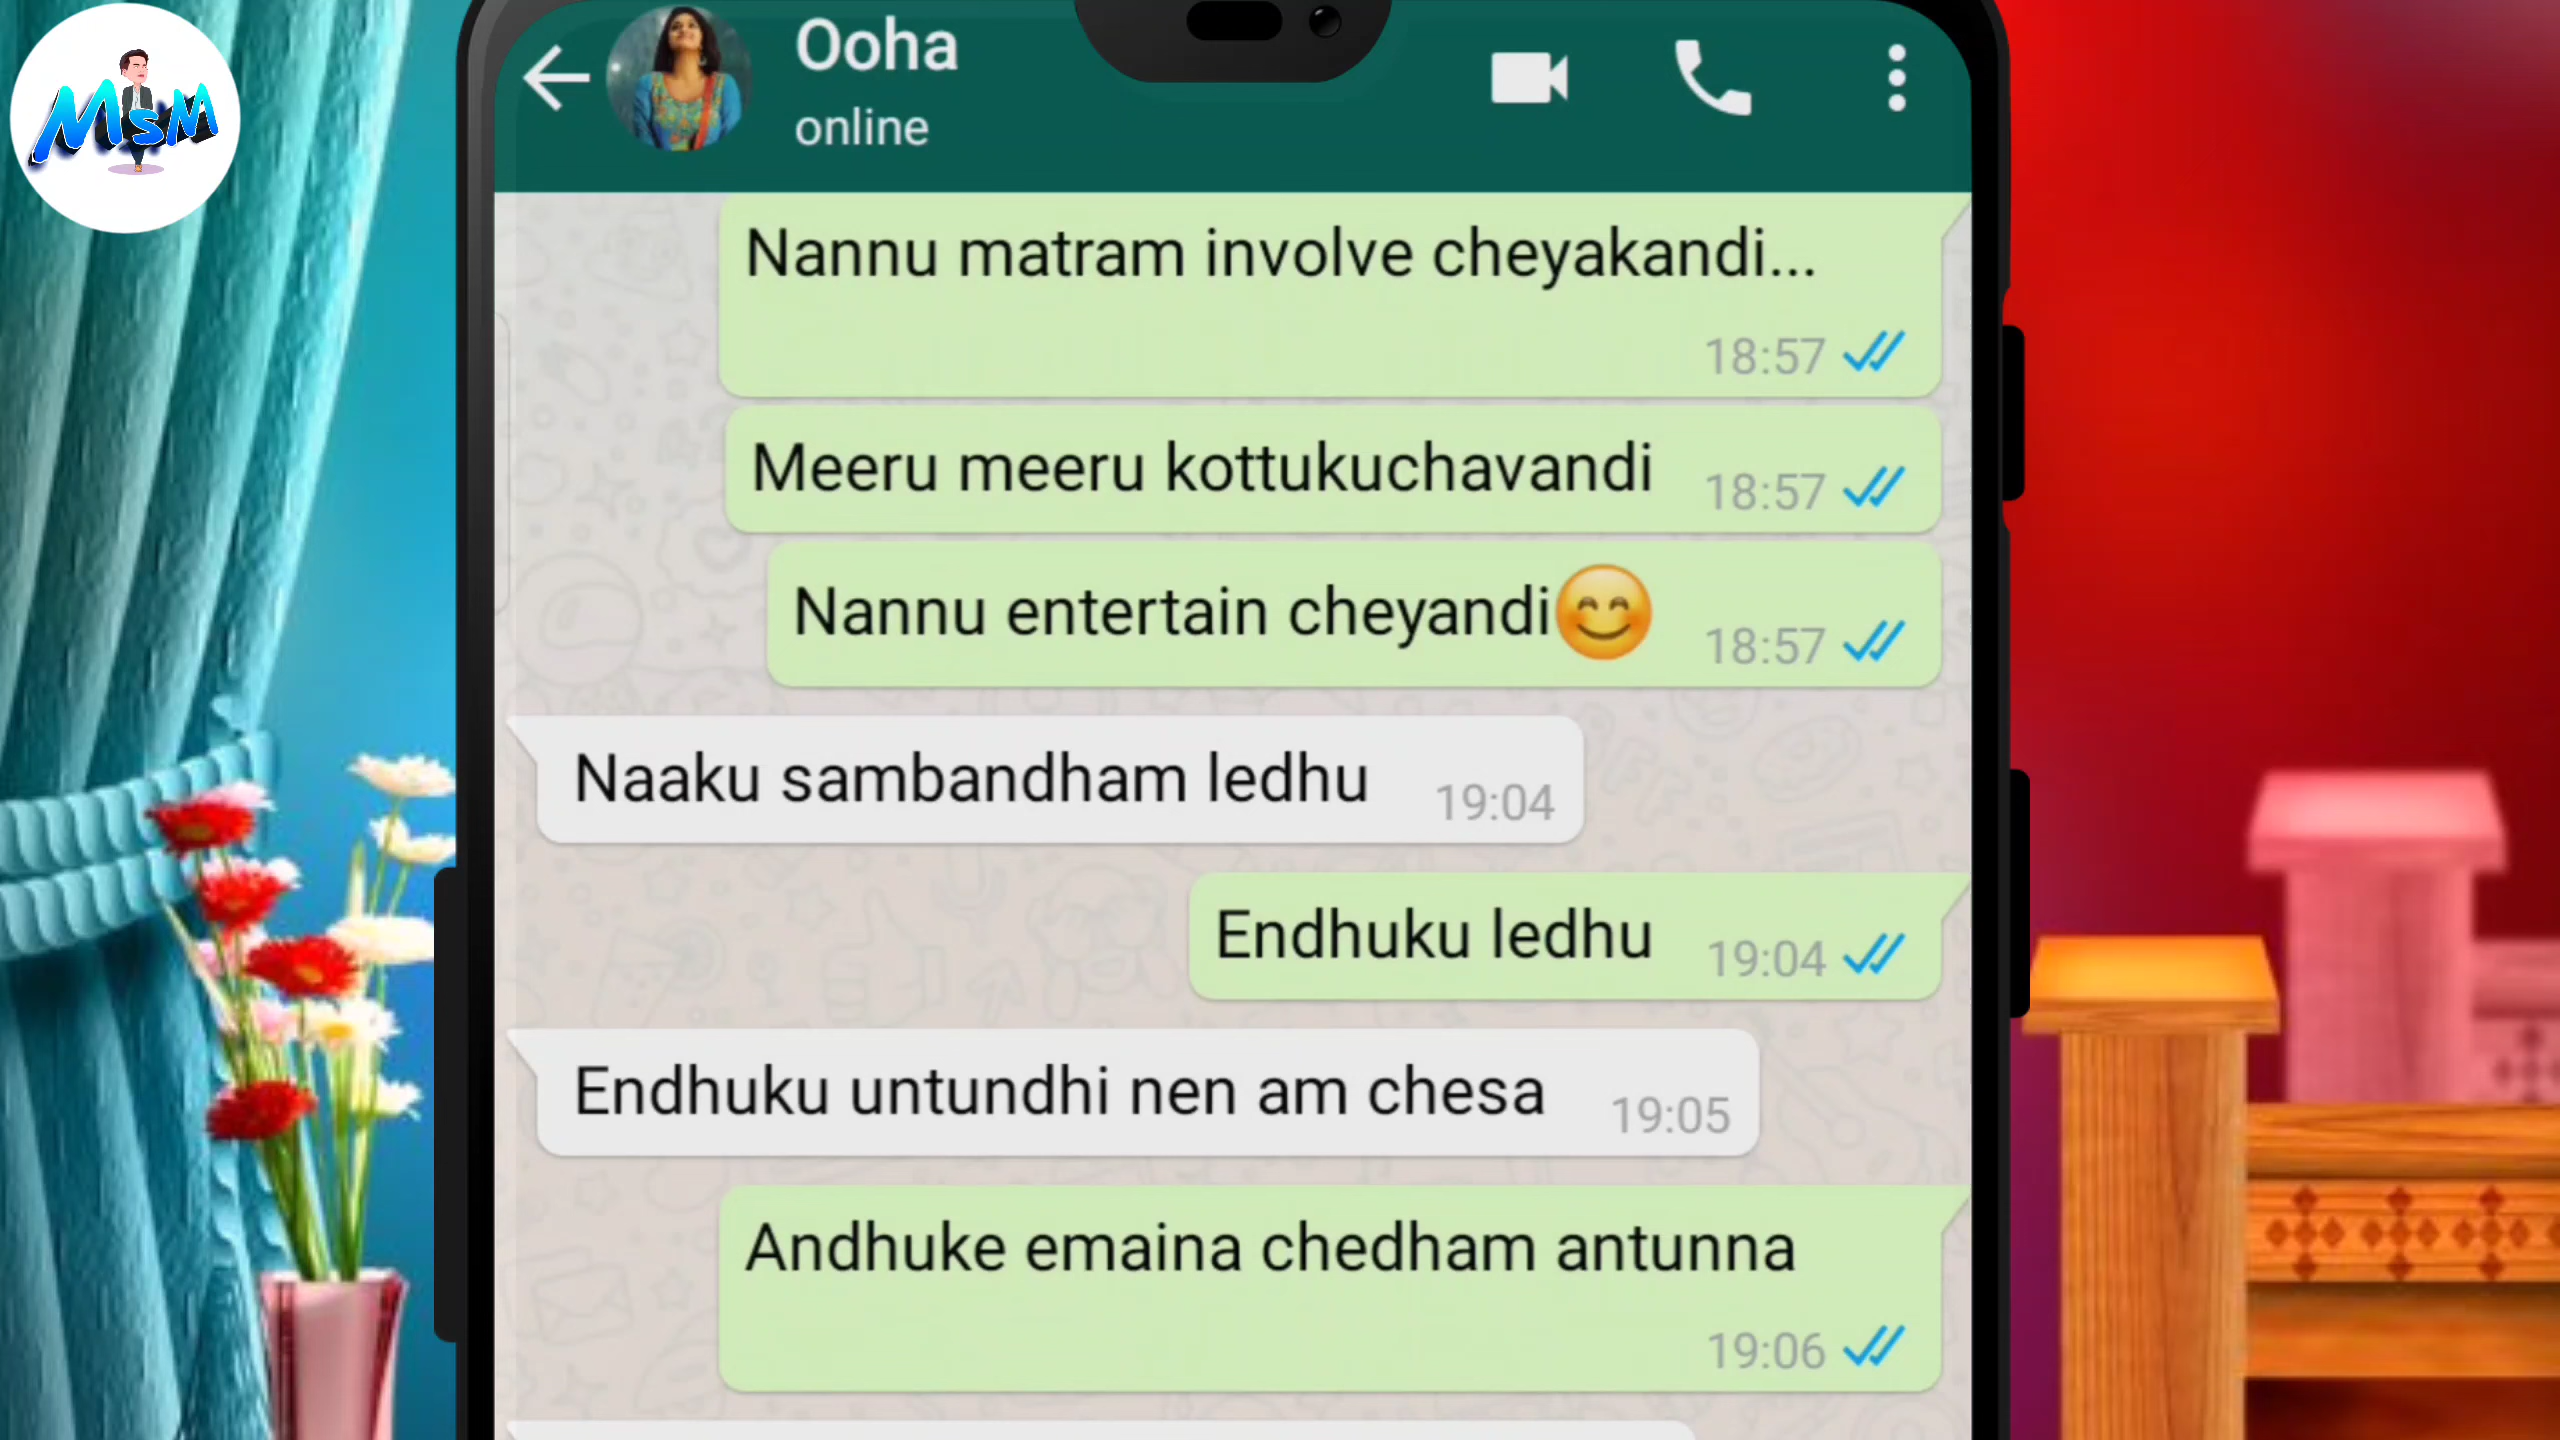 MSM
Ooha
online
Nannu matram involve cheyakandi...
18:57
Meeru meeru kottukuchavandi 18:57
Nannu entertain cheyandi😊 18:57
Naaku sambandham ledhu 19:04
Endhuku ledhu 19:04
Endhuku untundhi nen am chesa 19:05
Andhuke emaina chedham antunna
19:06